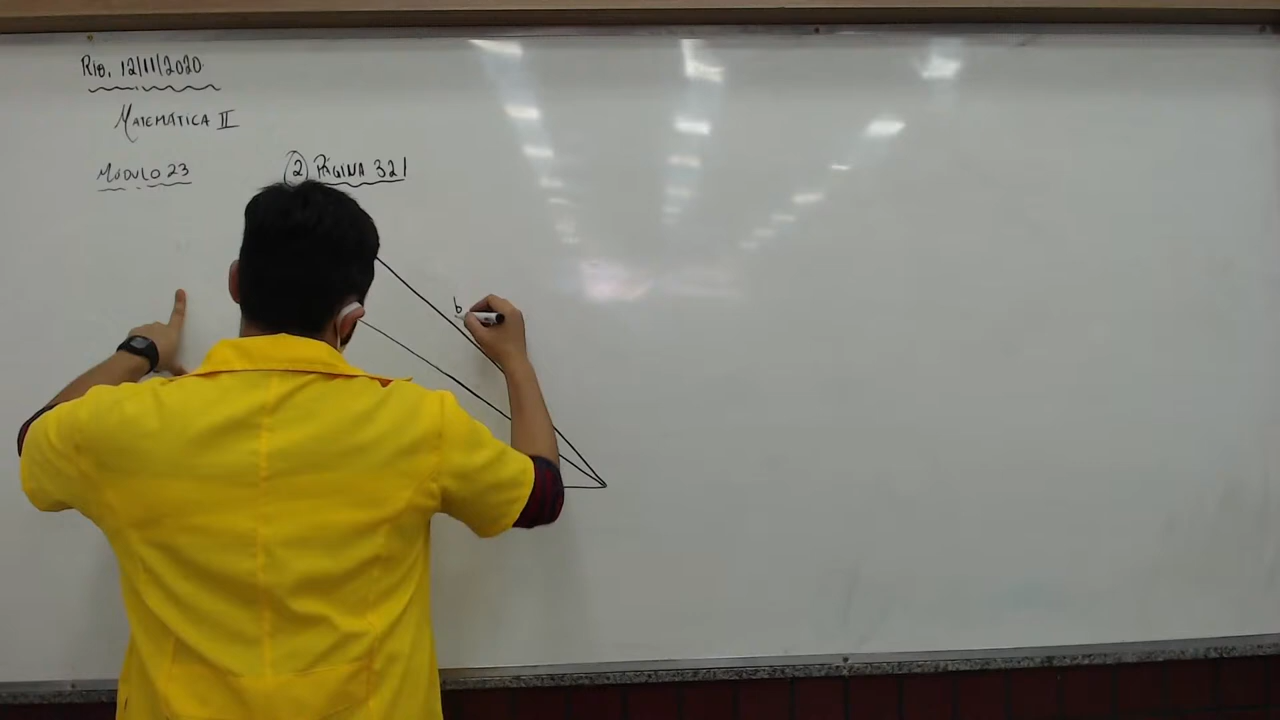 Rio, 12/11/2020
MATEMÁTICA II
MÓDULO 23
2 PÁGINA 321
b